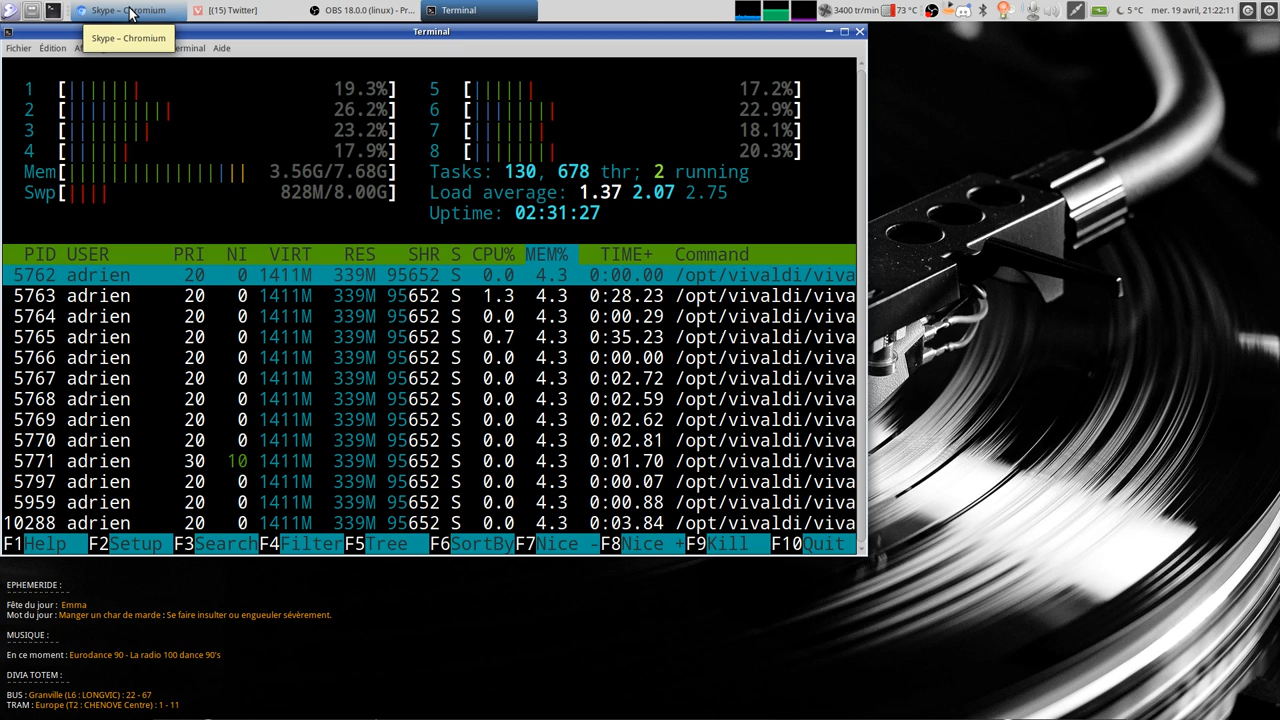 Skype – Chromium
[(15) Twitter]
OBS 18.0.0 (linux) - Pr...
Terminal
3400 tr/min
73 °C
5 °C
mer. 19 avril, 21:22:11
Skype – Chromium
Terminal
Fichier Édition Terminal Aide
1 [ 19.3%] 5 [ 17.2%]
2 [ 26.2%] 6 [ 22.9%]
3 [ 23.2%] 7 [ 18.1%]
4 [ 17.9%] 8 [ 20.3%]
Mem[ 3.56G/7.68G] Tasks: 130, 678 thr; 2 running
Swp[ 828M/8.00G] Load average: 1.37 2.07 2.75
Uptime: 02:31:27
PID USER PRI NI VIRT RES SHR S CPU% MEM% TIME+ Command
5762 adrien 20 0 1411M 339M 95652 S 0.0 4.3 0:00.00 /opt/vivaldi/viva
5763 adrien 20 0 1411M 339M 95652 S 1.3 4.3 0:28.23 /opt/vivaldi/viva
5764 adrien 20 0 1411M 339M 95652 S 0.0 4.3 0:00.29 /opt/vivaldi/viva
5765 adrien 20 0 1411M 339M 95652 S 0.7 4.3 0:35.23 /opt/vivaldi/viva
5766 adrien 20 0 1411M 339M 95652 S 0.0 4.3 0:00.00 /opt/vivaldi/viva
5767 adrien 20 0 1411M 339M 95652 S 0.0 4.3 0:02.72 /opt/vivaldi/viva
5768 adrien 20 0 1411M 339M 95652 S 0.0 4.3 0:02.59 /opt/vivaldi/viva
5769 adrien 20 0 1411M 339M 95652 S 0.0 4.3 0:02.62 /opt/vivaldi/viva
5770 adrien 20 0 1411M 339M 95652 S 0.0 4.3 0:02.81 /opt/vivaldi/viva
5771 adrien 30 10 1411M 339M 95652 S 0.0 4.3 0:01.70 /opt/vivaldi/viva
5797 adrien 20 0 1411M 339M 95652 S 0.0 4.3 0:00.07 /opt/vivaldi/viva
5959 adrien 20 0 1411M 339M 95652 S 0.0 4.3 0:00.88 /opt/vivaldi/viva
10288 adrien 20 0 1411M 339M 95652 S 0.0 4.3 0:03.84 /opt/vivaldi/viva
F1Help F2Setup F3SearchF4FilterF5Tree F6SortByF7Nice -F8Nice +F9Kill F10Quit
EPHEMERIDE :
Fête du jour : Emma
Mot du jour : Manger un char de marde : Se faire insulter ou engueuler sévèrement.
MUSIQUE :
En ce moment : Eurodance 90 - La radio 100 dance 90's
DIVIA TOTEM :
BUS : Granville (L6 : LONGVIC) : 22 - 67
TRAM : Europe (T2 : CHENOVE Centre) : 1 - 11